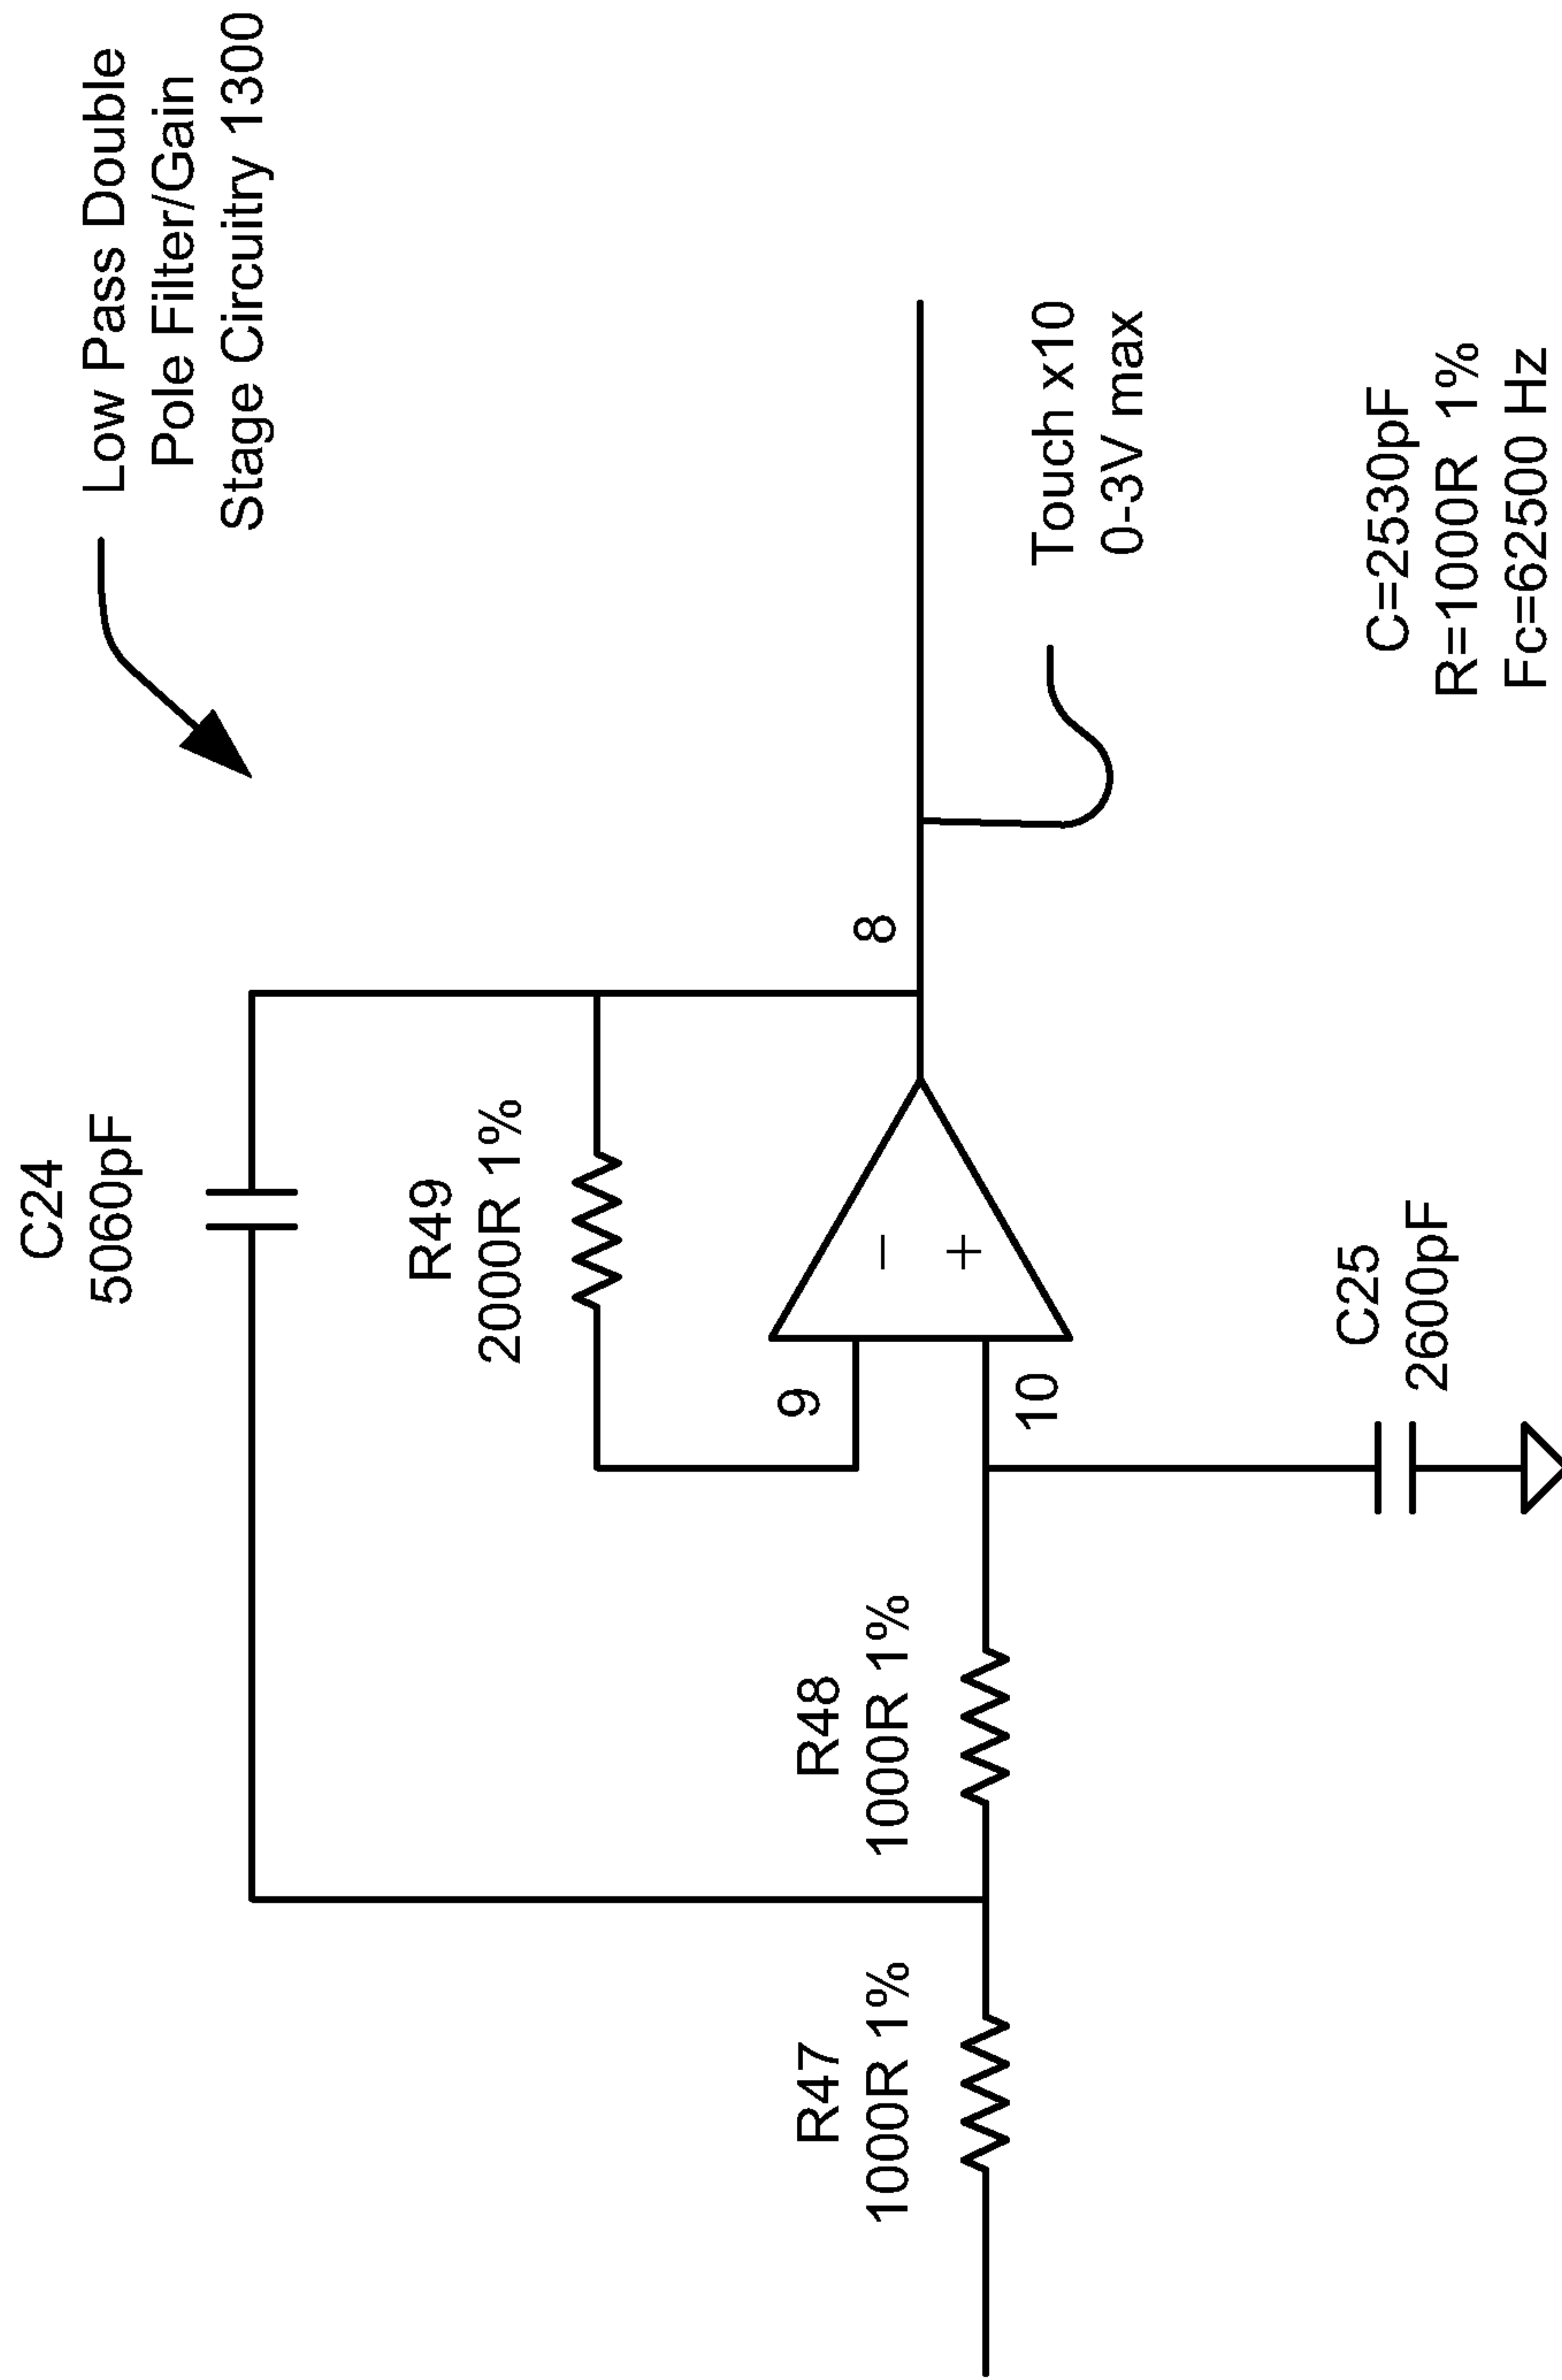 Low Pass Double
Pole Filter/Gain
Stage Circuitry 1300
C24
5060pF
R49
2000R 1%
8
9
−
+
10
R47
1000R 1%
R48
1000R 1%
Touch x10
0-3V max
C25
2600pF
C=2530pF
R=1000R 1%
Fc=62500 Hz